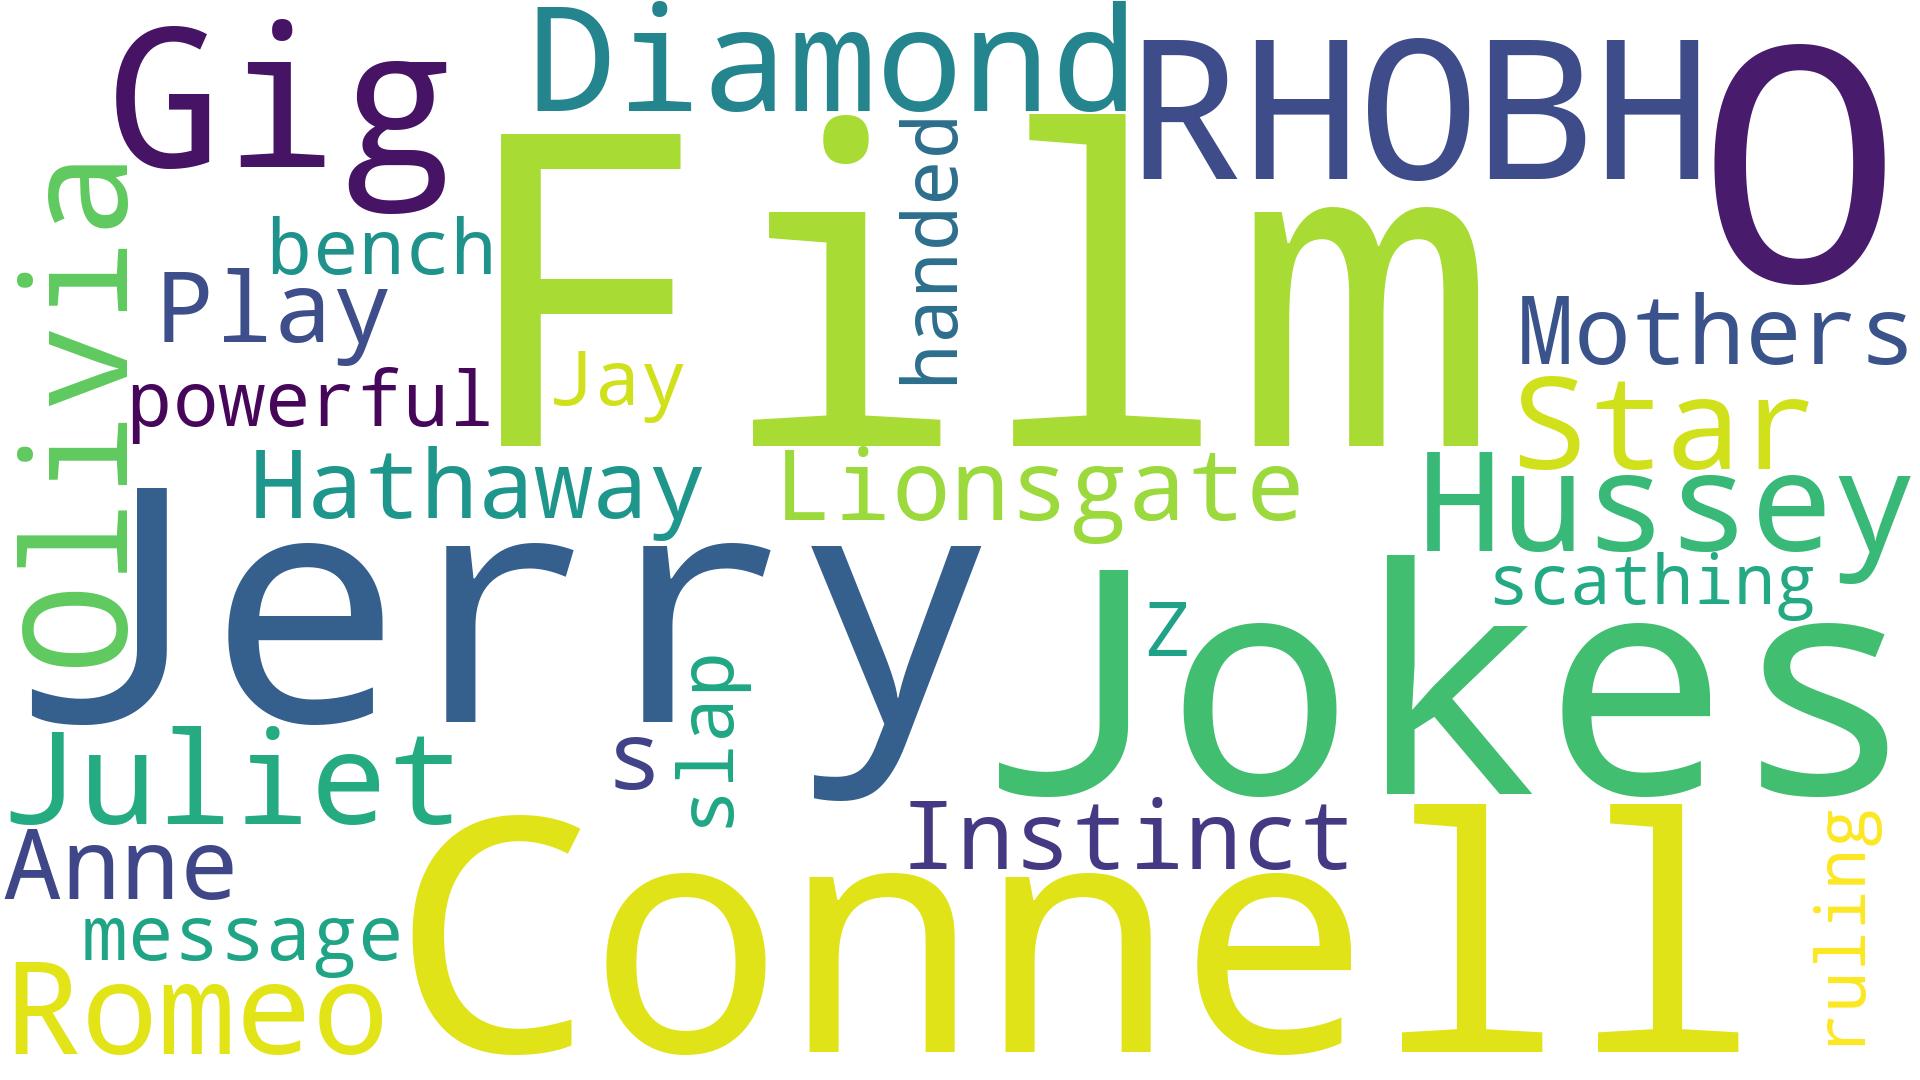 Gig
Diamond
RHOBH
O
Film
handed
olivia
bench
Play
Mothers
powerful
Jay
Star
Hathaway
Lionsgate
Hussey
Jerry
scathing
Jokes
Z
slap
s
Juliet
Instinct
Anne
Connell
ruling
message
Romeo